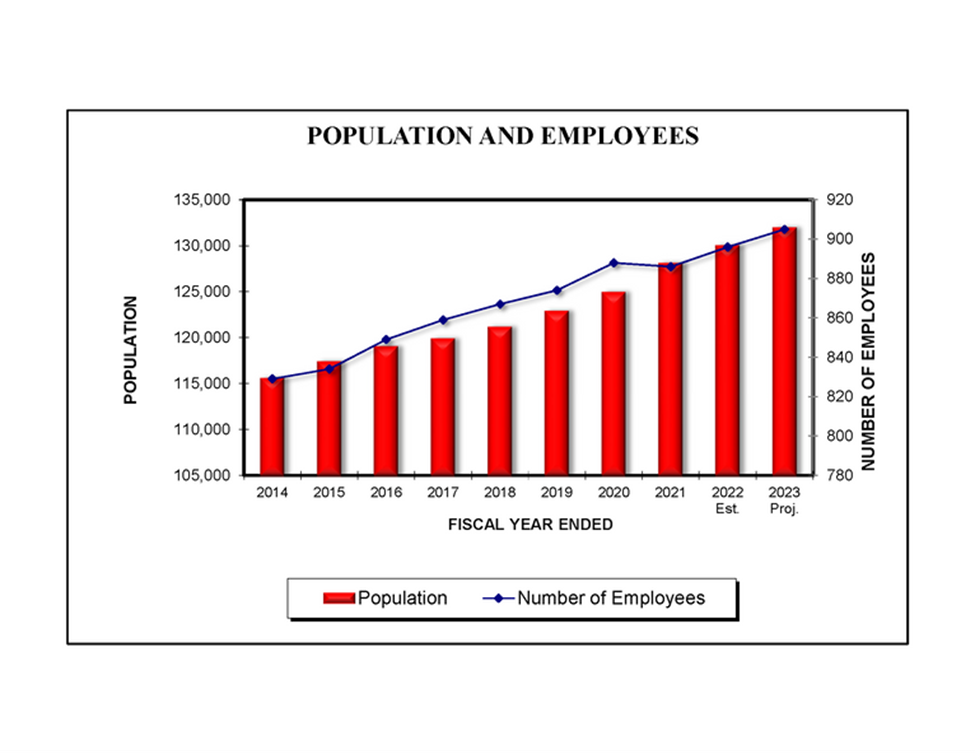 POPULATION AND EMPLOYEES
135,000
130,000
125,000
120,000
115,000
110,000
105,000
POPULATION
920
900
880
860
840
820
800
780
NUMBER OF EMPLOYEES
2014 2015 2016 2017 2018 2019 2020 2021 2022 2023
Est. Proj.
FISCAL YEAR ENDED
Population Number of Employees